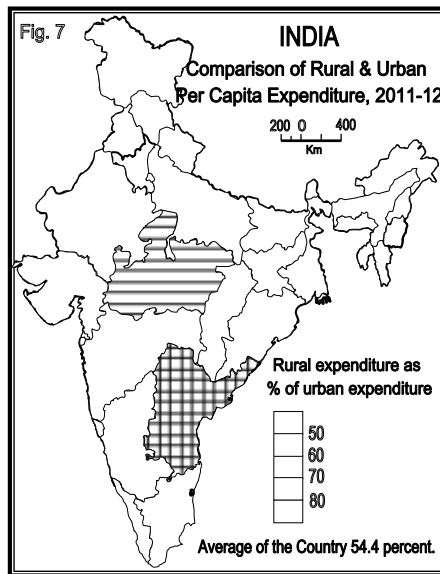 Fig. 7
INDIA
Comparison of Rural & Urban
Per Capita Expenditure, 2011-12
200 0 400
Km
Rural expenditure as
% of urban expenditure
50
60
70
80
Average of the Country 54.4 percent.